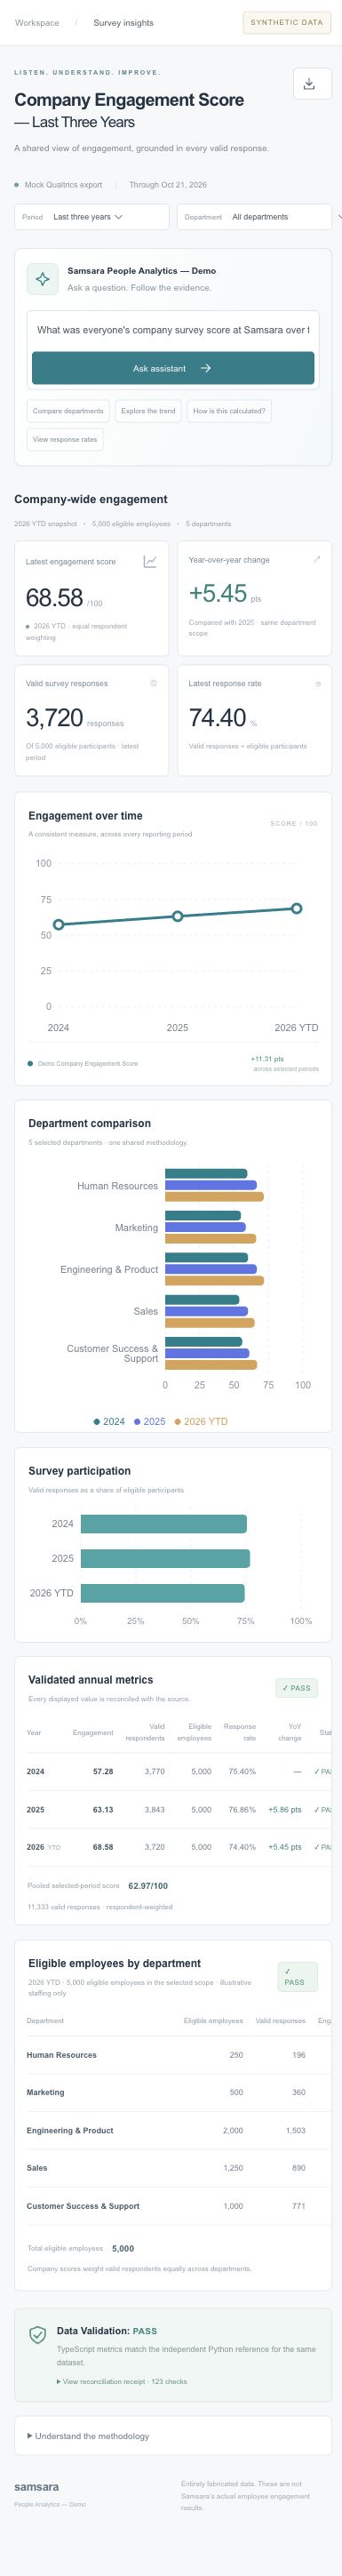 Workspace / Survey insights
SYNTHETIC DATA
LISTEN. UNDERSTAND. IMPROVE.
Company Engagement Score
— Last Three Years
A shared view of engagement, grounded in every valid response.
Mock Qualtrics export | Through Oct 21, 2026
Period Last three years
Department All departments
Samsara People Analytics — Demo
Ask a question. Follow the evidence.
What was everyone's company survey score at Samsara over t
Ask assistant →
Compare departments
Explore the trend
How is this calculated?
View response rates
Company-wide engagement
2026 YTD snapshot • 5,000 eligible employees • 5 departments
Latest engagement score
68.58 /100
2026 YTD · equal respondent
weighting
Year-over-year change
+5.45 pts
Compared with 2025 · same department
scope
Valid survey responses
3,720 responses
Of 5,000 eligible participants · latest
period
Latest response rate
74.40 %
Valid responses ÷ eligible participants
Engagement over time
SCORE / 100
A consistent measure, across every reporting period
100
75
50
25
0
2024
2025
2026 YTD
Demo Company Engagement Score
+11.31 pts
across selected periods
Department comparison
5 selected departments · one shared methodology.
Human Resources
Marketing
Engineering & Product
Sales
Customer Success &
Support
0 25 50 75 100
2024 2025 2026 YTD
Survey participation
Valid responses as a share of eligible participants
2024
2025
2026 YTD
0% 25% 50% 75% 100%
Validated annual metrics
✓ PASS
Every displayed value is reconciled with the source.
Year Engagement Valid respondents Eligible employees Response rate YoY change Stat
2024 57.28 3,770 5,000 75.40% — ✓ PAS
2025 63.13 3,843 5,000 76.86% +5.86 pts ✓ PAS
2026 YTD 68.58 3,720 5,000 74.40% +5.45 pts ✓ PAS
Pooled selected-period score 62.97/100
11,333 valid responses · respondent-weighted
Eligible employees by department
✓ PASS
2026 YTD · 5,000 eligible employees in the selected scope · illustrative
staffing only
Department Eligible employees Valid responses Eng
Human Resources 250 196
Marketing 500 360
Engineering & Product 2,000 1,503
Sales 1,250 890
Customer Success & Support 1,000 771
Total eligible employees 5,000
Company scores weight valid respondents equally across departments.
Data Validation: PASS
TypeScript metrics match the independent Python reference for the same
dataset.
View reconciliation receipt · 123 checks
Understand the methodology
samsara
People Analytics — Demo
Entirely fabricated data. These are not
Samsara's actual employee engagement
results.